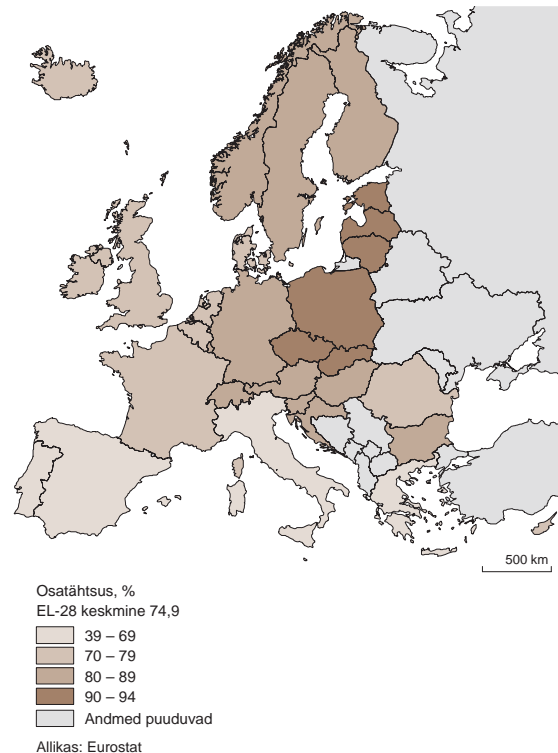 500 km
Osatähtsus, %
EL-28 keskmine 74,9
39 – 69
70 – 79
80 – 89
90 – 94
Andmed puuduvad
Allikas: Eurostat